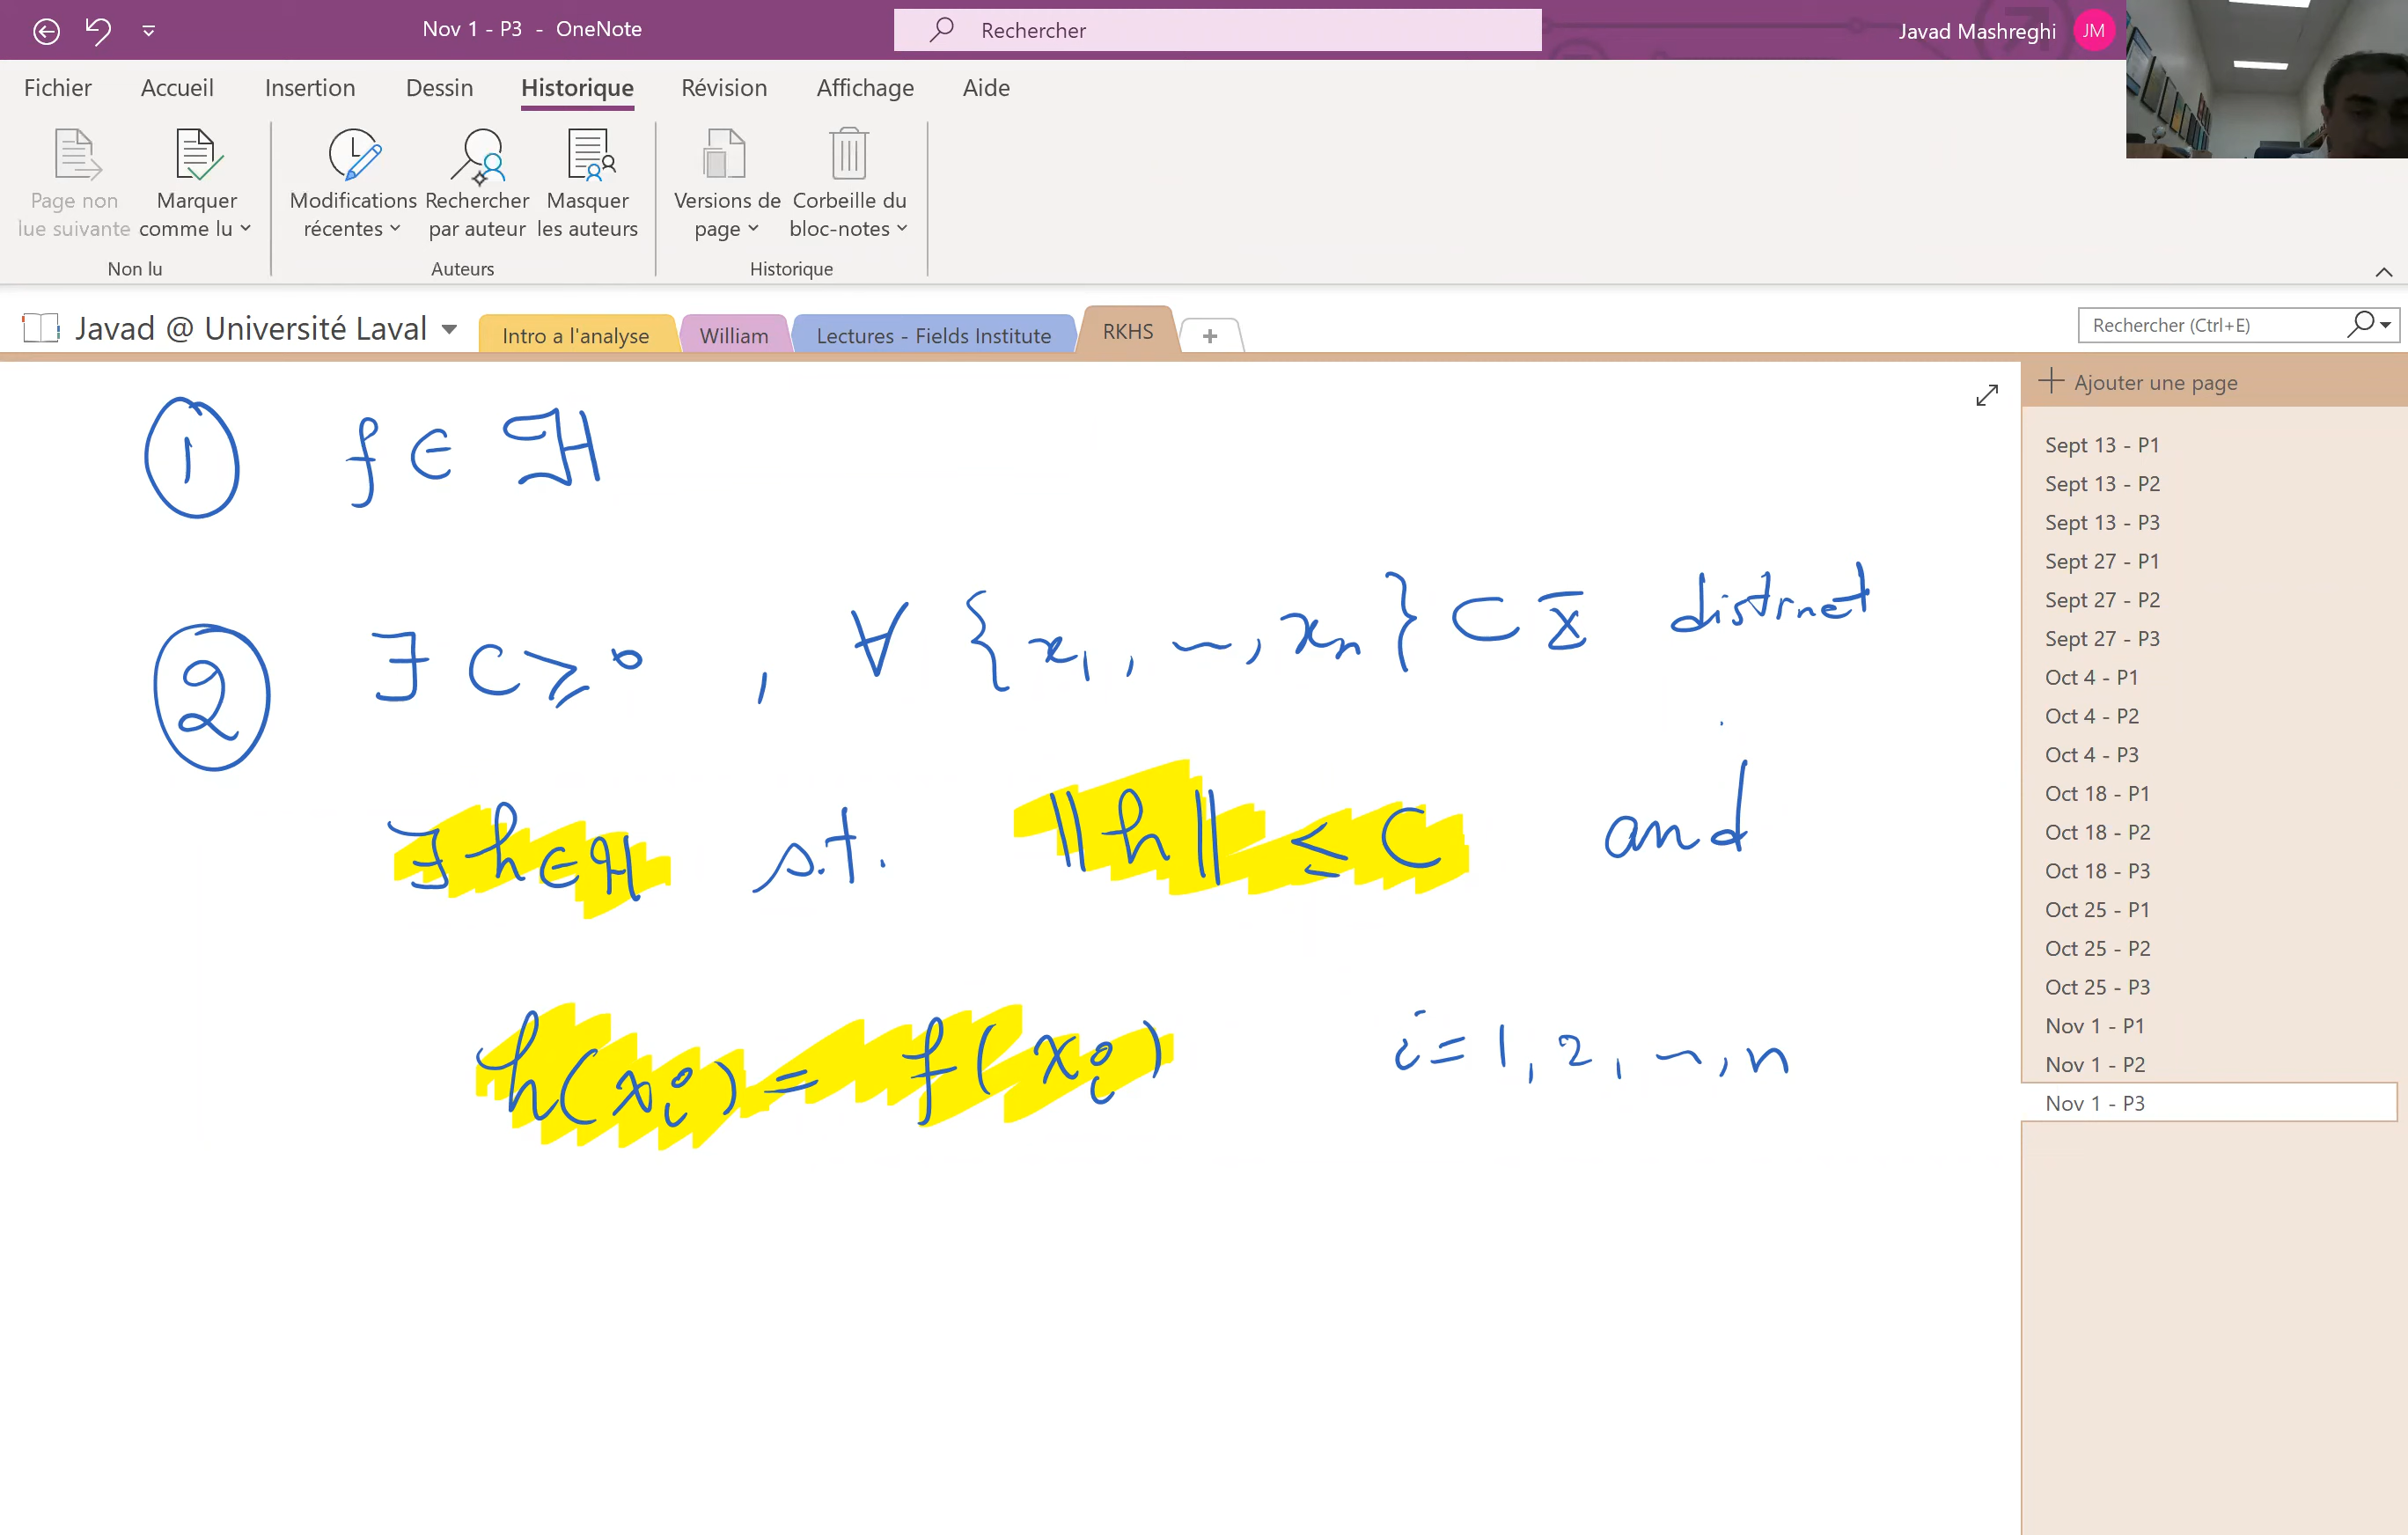 Nov 1 - P3 - OneNote
Rechercher
Javad Mashreghi
JM
Fichier Accueil Insertion Dessin Historique Révision Affichage Aide
Page non lue suivante
Marquer comme lu
Modifications récentes
Rechercher par auteur
Masquer les auteurs
Versions de page
Corbeille du bloc-notes
Non lu
Auteurs
Historique
Javad @ Université Laval
Intro a l'analyse
William
Lectures - Fields Institute
RKHS
+
Rechercher (Ctrl+E)
① f ∈ ℋ
② ∃ C ≥ 0 , ∀ {x₁, ~, xₙ} ⊂ X distinct
∃ h ∈ ℋ s.t. ‖h‖ ≤ C and
h(xᵢ) = f(xᵢ) i = 1, 2, ~, n
Ajouter une page
Sept 13 - P1
Sept 13 - P2
Sept 13 - P3
Sept 27 - P1
Sept 27 - P2
Sept 27 - P3
Oct 4 - P1
Oct 4 - P2
Oct 4 - P3
Oct 18 - P1
Oct 18 - P2
Oct 18 - P3
Oct 25 - P1
Oct 25 - P2
Oct 25 - P3
Nov 1 - P1
Nov 1 - P2
Nov 1 - P3